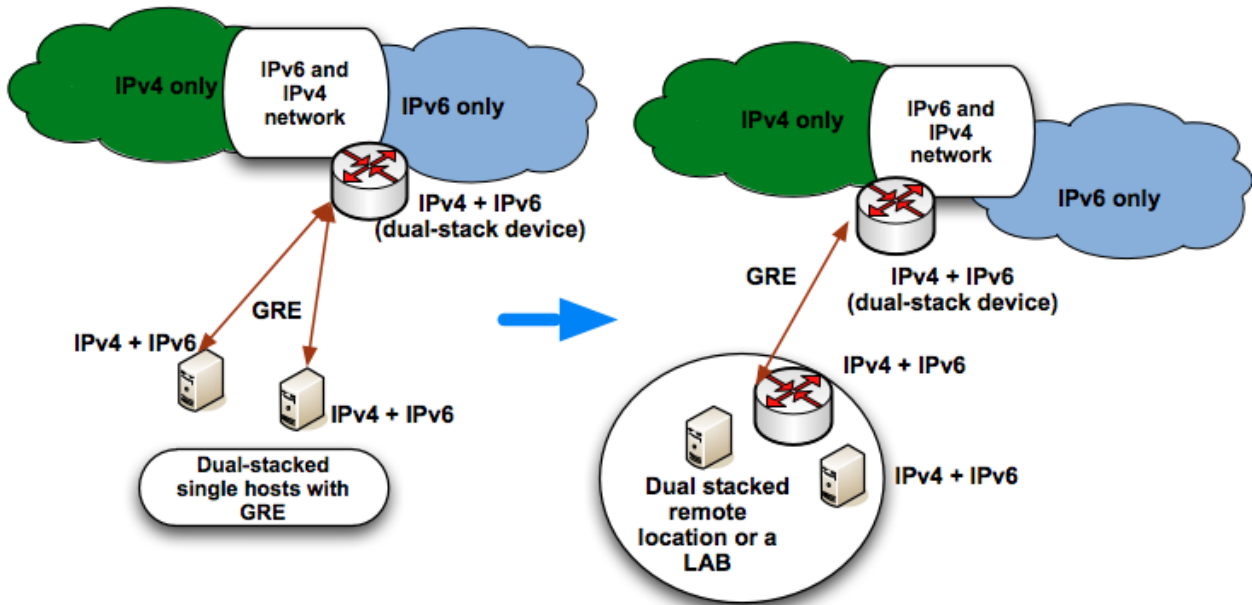 IPv4 only
IPv6 and
IPv4
network
IPv6 only
IPv4 + IPv6
(dual-stack device)
GRE
IPv4 + IPv6
IPv4 + IPv6
Dual-stacked
single hosts with
GRE
IPv4 only
IPv6 and
IPv4
network
IPv6 only
IPv4 + IPv6
(dual-stack device)
GRE
IPv4 + IPv6
IPv4 + IPv6
Dual stacked
remote
location or a
LAB